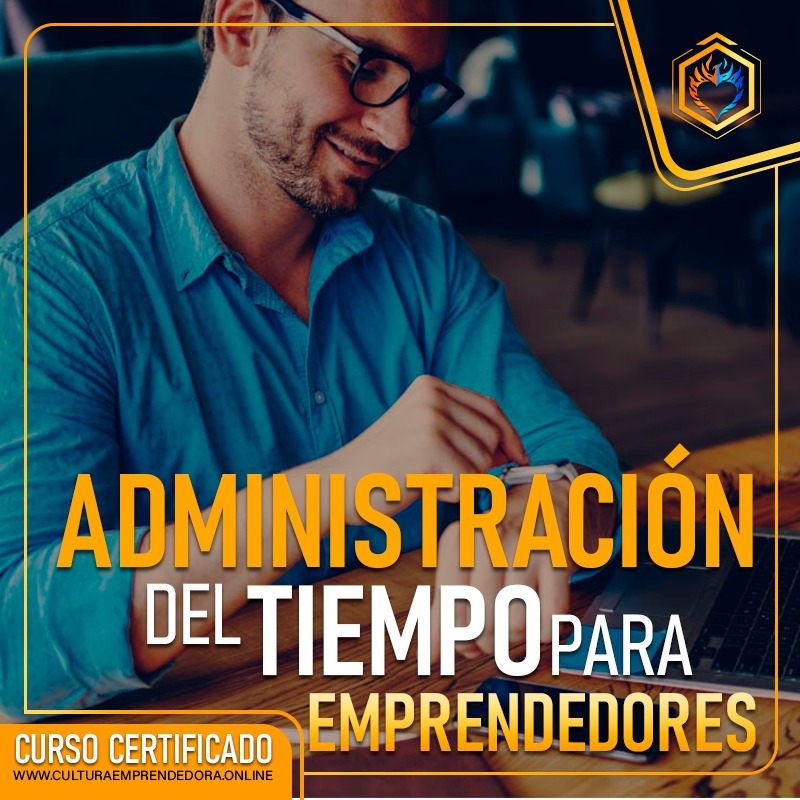 ADMINISTRACIÓN
DEL TIEMPO PARA
EMPRENDEDORES
CURSO CERTIFICADO
WWW.CULTURAEMPRENDEDORA.ONLINE